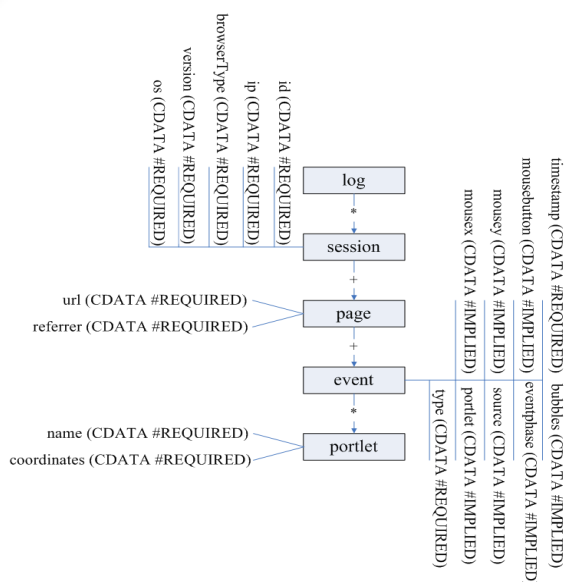 os (CDATA #REQUIRED)
version (CDATA #REQUIRED)
browserType (CDATA #REQUIRED)
ip (CDATA #REQUIRED)
id (CDATA #REQUIRED)
log
*
session
+
url (CDATA #REQUIRED)
referrer (CDATA #REQUIRED)
page
+
event
*
name (CDATA #REQUIRED)
coordinates (CDATA #REQUIRED)
portlet
mousex (CDATA #IMPLIED)
mousey (CDATA #IMPLIED)
mousebutton (CDATA #IMPLIED)
timestamp (CDATA #REQUIRED)
type (CDATA #REQUIRED)
portlet (CDATA #IMPLIED)
source (CDATA #IMPLIED)
eventphase (CDATA #IMPLIED
bubbles (CDATA #IMPLIED)